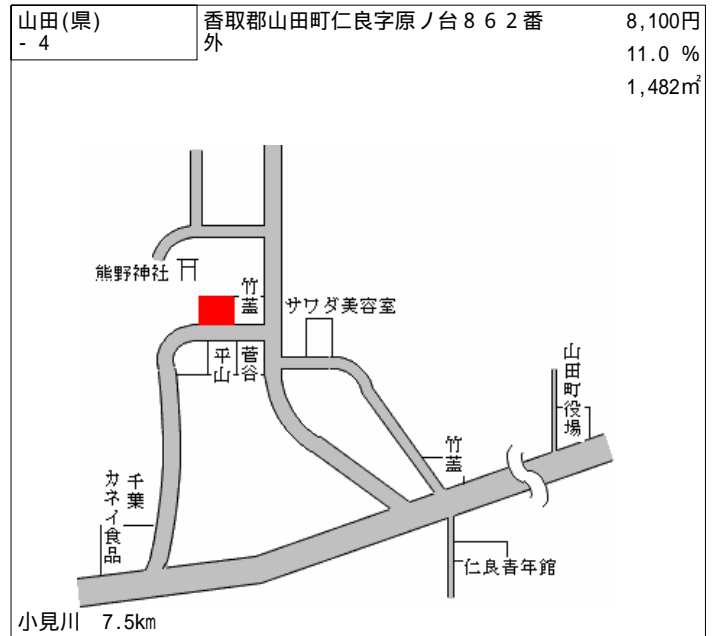 山田(県)
- 4
香取郡山田町仁良字原ノ台862番
外
8,100円
11.0 %
1,482㎡
熊野神社
竹蓋
サワダ美容室
平山
菅谷
山田町役場
竹蓋
千葉カネイ食品
仁良青年館
小見川 7.5km